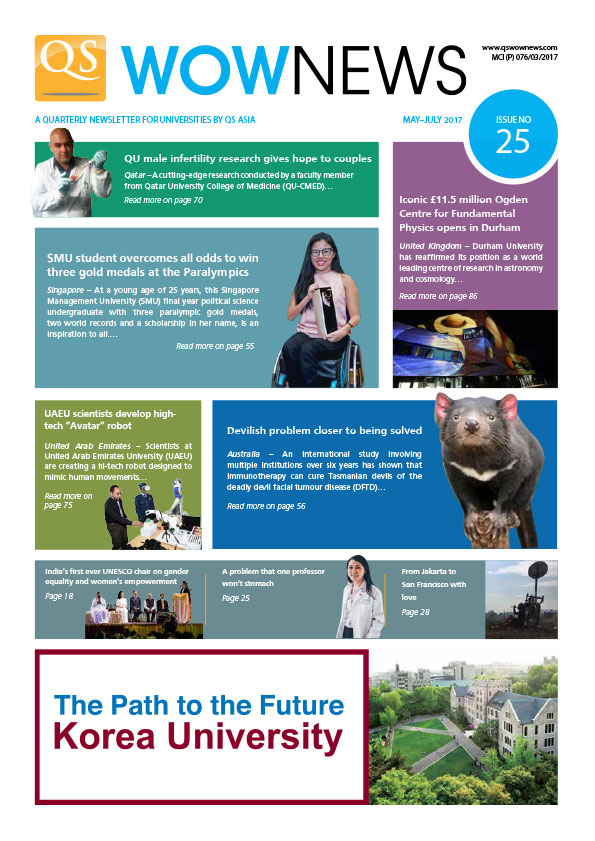 QS
WOWNEWS
www.qswownews.com
MCI (P) 076/03/2017
A QUARTERLY NEWSLETTER FOR UNIVERSITIES BY QS ASIA
MAY–JULY 2017
ISSUE NO
25
QU male infertility research gives hope to couples
Qatar – A cutting-edge research conducted by a faculty member
from Qatar University College of Medicine (QU-CMED)…
Read more on page 70
Iconic £11.5 million Ogden
Centre for Fundamental
Physics opens in Durham
United Kingdom – Durham University
has reaffirmed its position as a world
leading centre of research in astronomy
and cosmology…
Read more on page 86
SMU student overcomes all odds to win
three gold medals at the Paralympics
Singapore – At a young age of 25 years, this Singapore
Management University (SMU) final year political science
undergraduate with three paralympic gold medals,
two world records and a scholarship in her name, is an
inspiration to all.…
Read more on page 55
UAEU scientists develop high-
tech “Avatar” robot
United Arab Emirates – Scientists at
United Arab Emirates University (UAEU)
are creating a hi-tech robot designed to
mimic human movements…
Read more on
page 75
Devilish problem closer to being solved
Australia – An international study involving
multiple institutions over six years has shown that
immunotherapy can cure Tasmanian devils of the
deadly devil facial tumour disease (DFTD)…
Read more on page 56
India’s first ever UNESCO chair on gender
equality and women’s empowerment
Page 18
A problem that one professor
won’t stomach
Page 25
From Jakarta to
San Francisco with
love
Page 28
The Path to the Future
Korea University